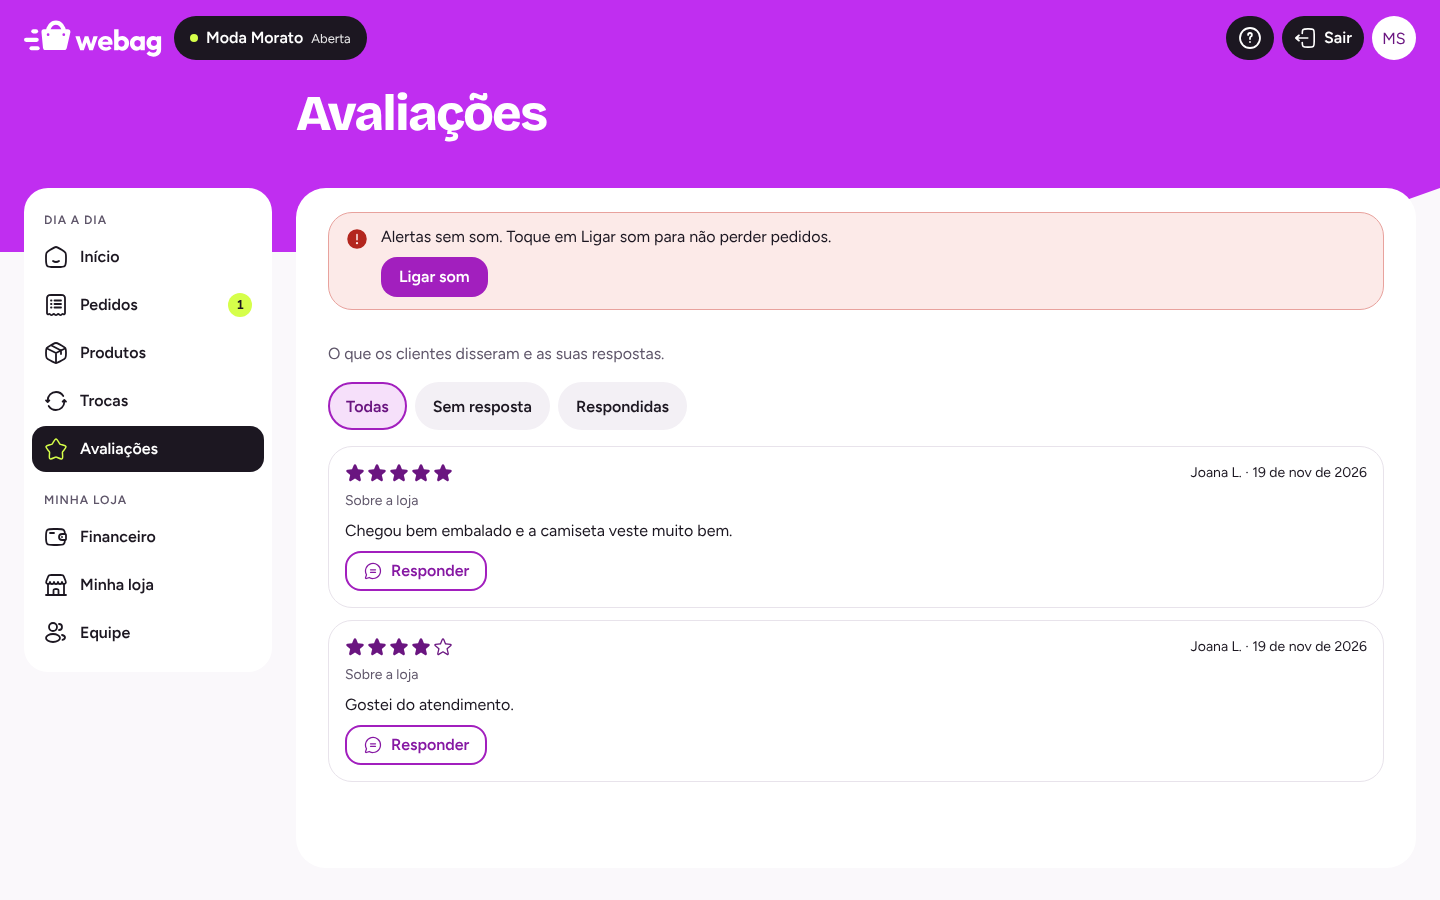 webag
Moda Morato Aberta
Sair
MS
Avaliações
DIA A DIA
Início
Pedidos 1
Produtos
Trocas
Avaliações
MINHA LOJA
Financeiro
Minha loja
Equipe
Alertas sem som. Toque em Ligar som para não perder pedidos.
Ligar som
O que os clientes disseram e as suas respostas.
Todas Sem resposta Respondidas
Joana L. · 19 de nov de 2026
Sobre a loja
Chegou bem embalado e a camiseta veste muito bem.
Responder
Joana L. · 19 de nov de 2026
Sobre a loja
Gostei do atendimento.
Responder